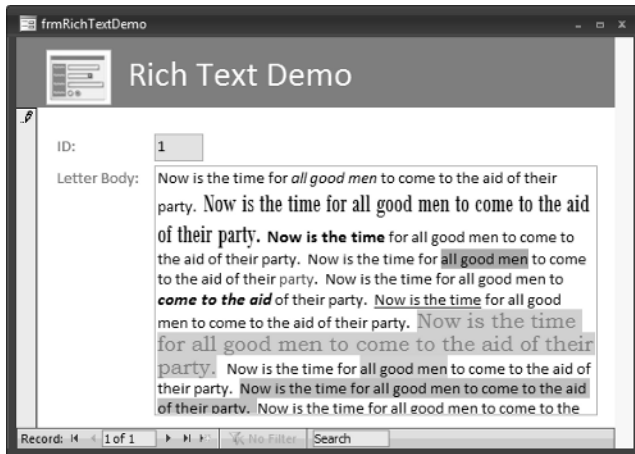 frmRichTextDemo
Rich Text Demo
ID: 1
Letter Body: Now is the time for all good men to come to the aid of their
party. Now is the time for all good men to come to the aid
of their party. Now is the time for all good men to come to
the aid of their party. Now is the time for all good men to come
to the aid of their party. Now is the time for all good men to
come to the aid of their party. Now is the time for all good
men to come to the aid of their party. Now is the time
for all good men to come to the aid of their
party. Now is the time for all good men to come to the aid of
their party. Now is the time for all good men to come to the aid
of their party. Now is the time for all good men to come to the
Record: 1 of 1 No Filter Search